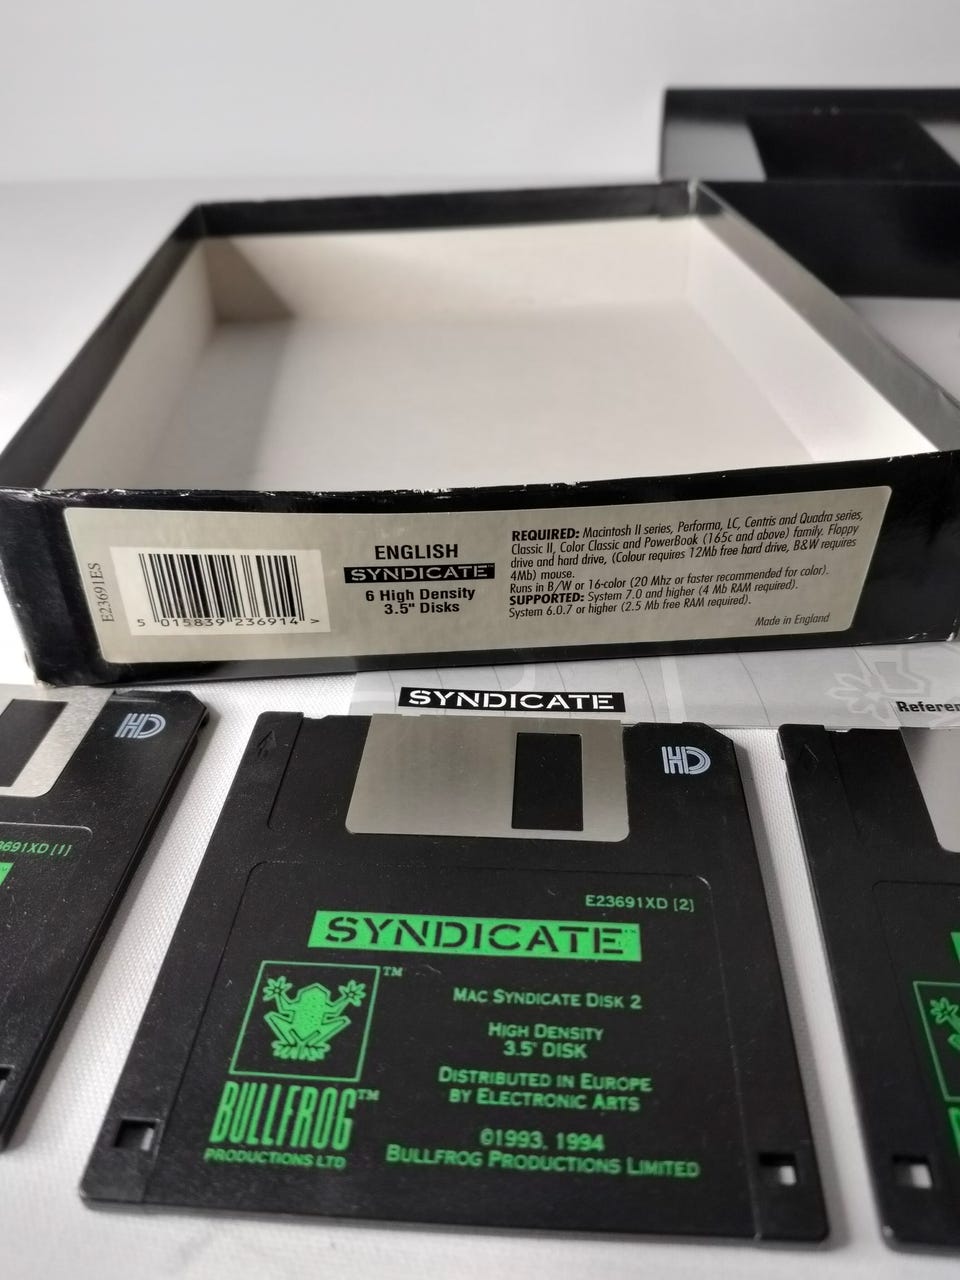 E23691ES
5 015839 236914 >
ENGLISH
SYNDICATE™
6 High Density
3.5" Disks
REQUIRED: Macintosh II series, Performa, LC, Centris and Quadra series,
Classic II, Color Classic and PowerBook (165c and above) family. Floppy
drive and hard drive, (Colour requires 12Mb free hard drive, B&W requires
4Mb) mouse.
Runs in B/W or 16-color (20 Mhz or faster recommended for color).
SUPPORTED: System 7.0 and higher (4 Mb RAM required).
System 6.0.7 or higher (2.5 Mb free RAM required).
Made in England
SYNDICATE
Referen
HD
3691XD [1]
HD
E23691XD [2]
SYNDICATE™
™
MAC SYNDICATE DISK 2
HIGH DENSITY
3.5" DISK
DISTRIBUTED IN EUROPE
BY ELECTRONIC ARTS
BULLFROG™
PRODUCTIONS LTD
©1993, 1994
BULLFROG PRODUCTIONS LIMITED